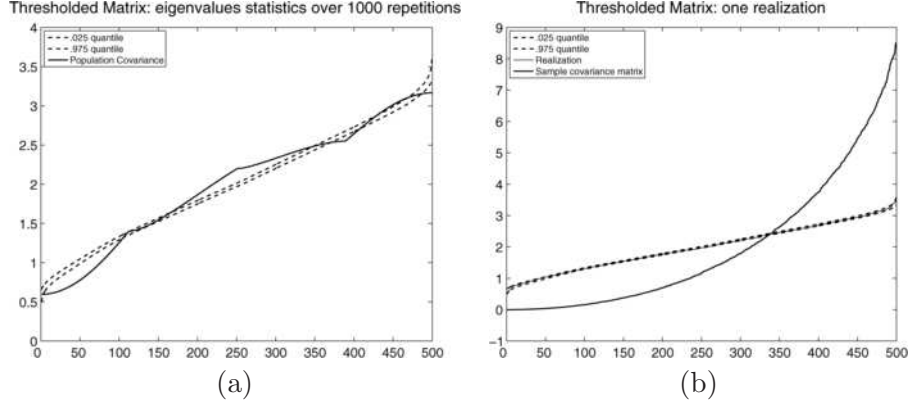 Thresholded Matrix: eigenvalues statistics over 1000 repetitions
.025 quantile
.975 quantile
Population Covariance
4
3.5
3
2.5
2
1.5
1
0.5
0
0 50 100 150 200 250 300 350 400 450 500
(a)
Thresholded Matrix: one realization
.025 quantile
.975 quantile
Realization
Sample covariance matrix
9
8
7
6
5
4
3
2
1
0
−1
0 50 100 150 200 250 300 350 400 450 500
(b)